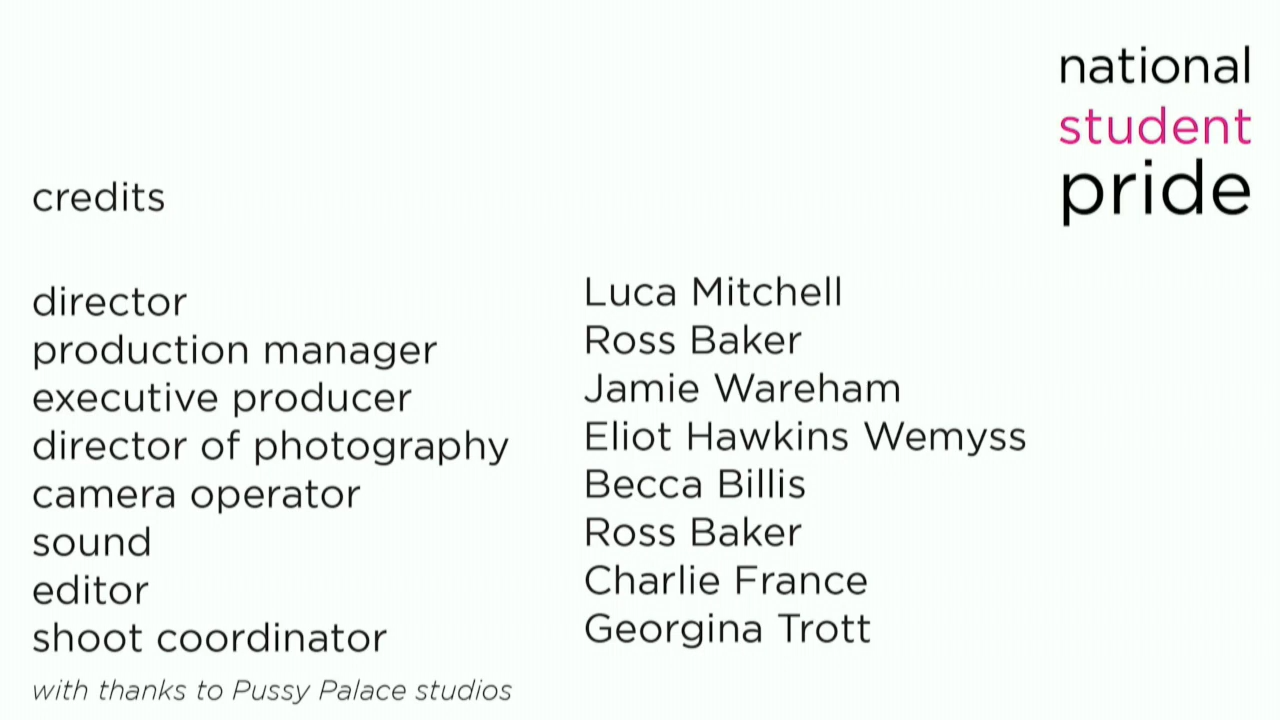 national
student
pride
credits
director Luca Mitchell
production manager Ross Baker
executive producer Jamie Wareham
director of photography Eliot Hawkins Wemyss
camera operator Becca Billis
sound Ross Baker
editor Charlie France
shoot coordinator Georgina Trott
with thanks to Pussy Palace studios